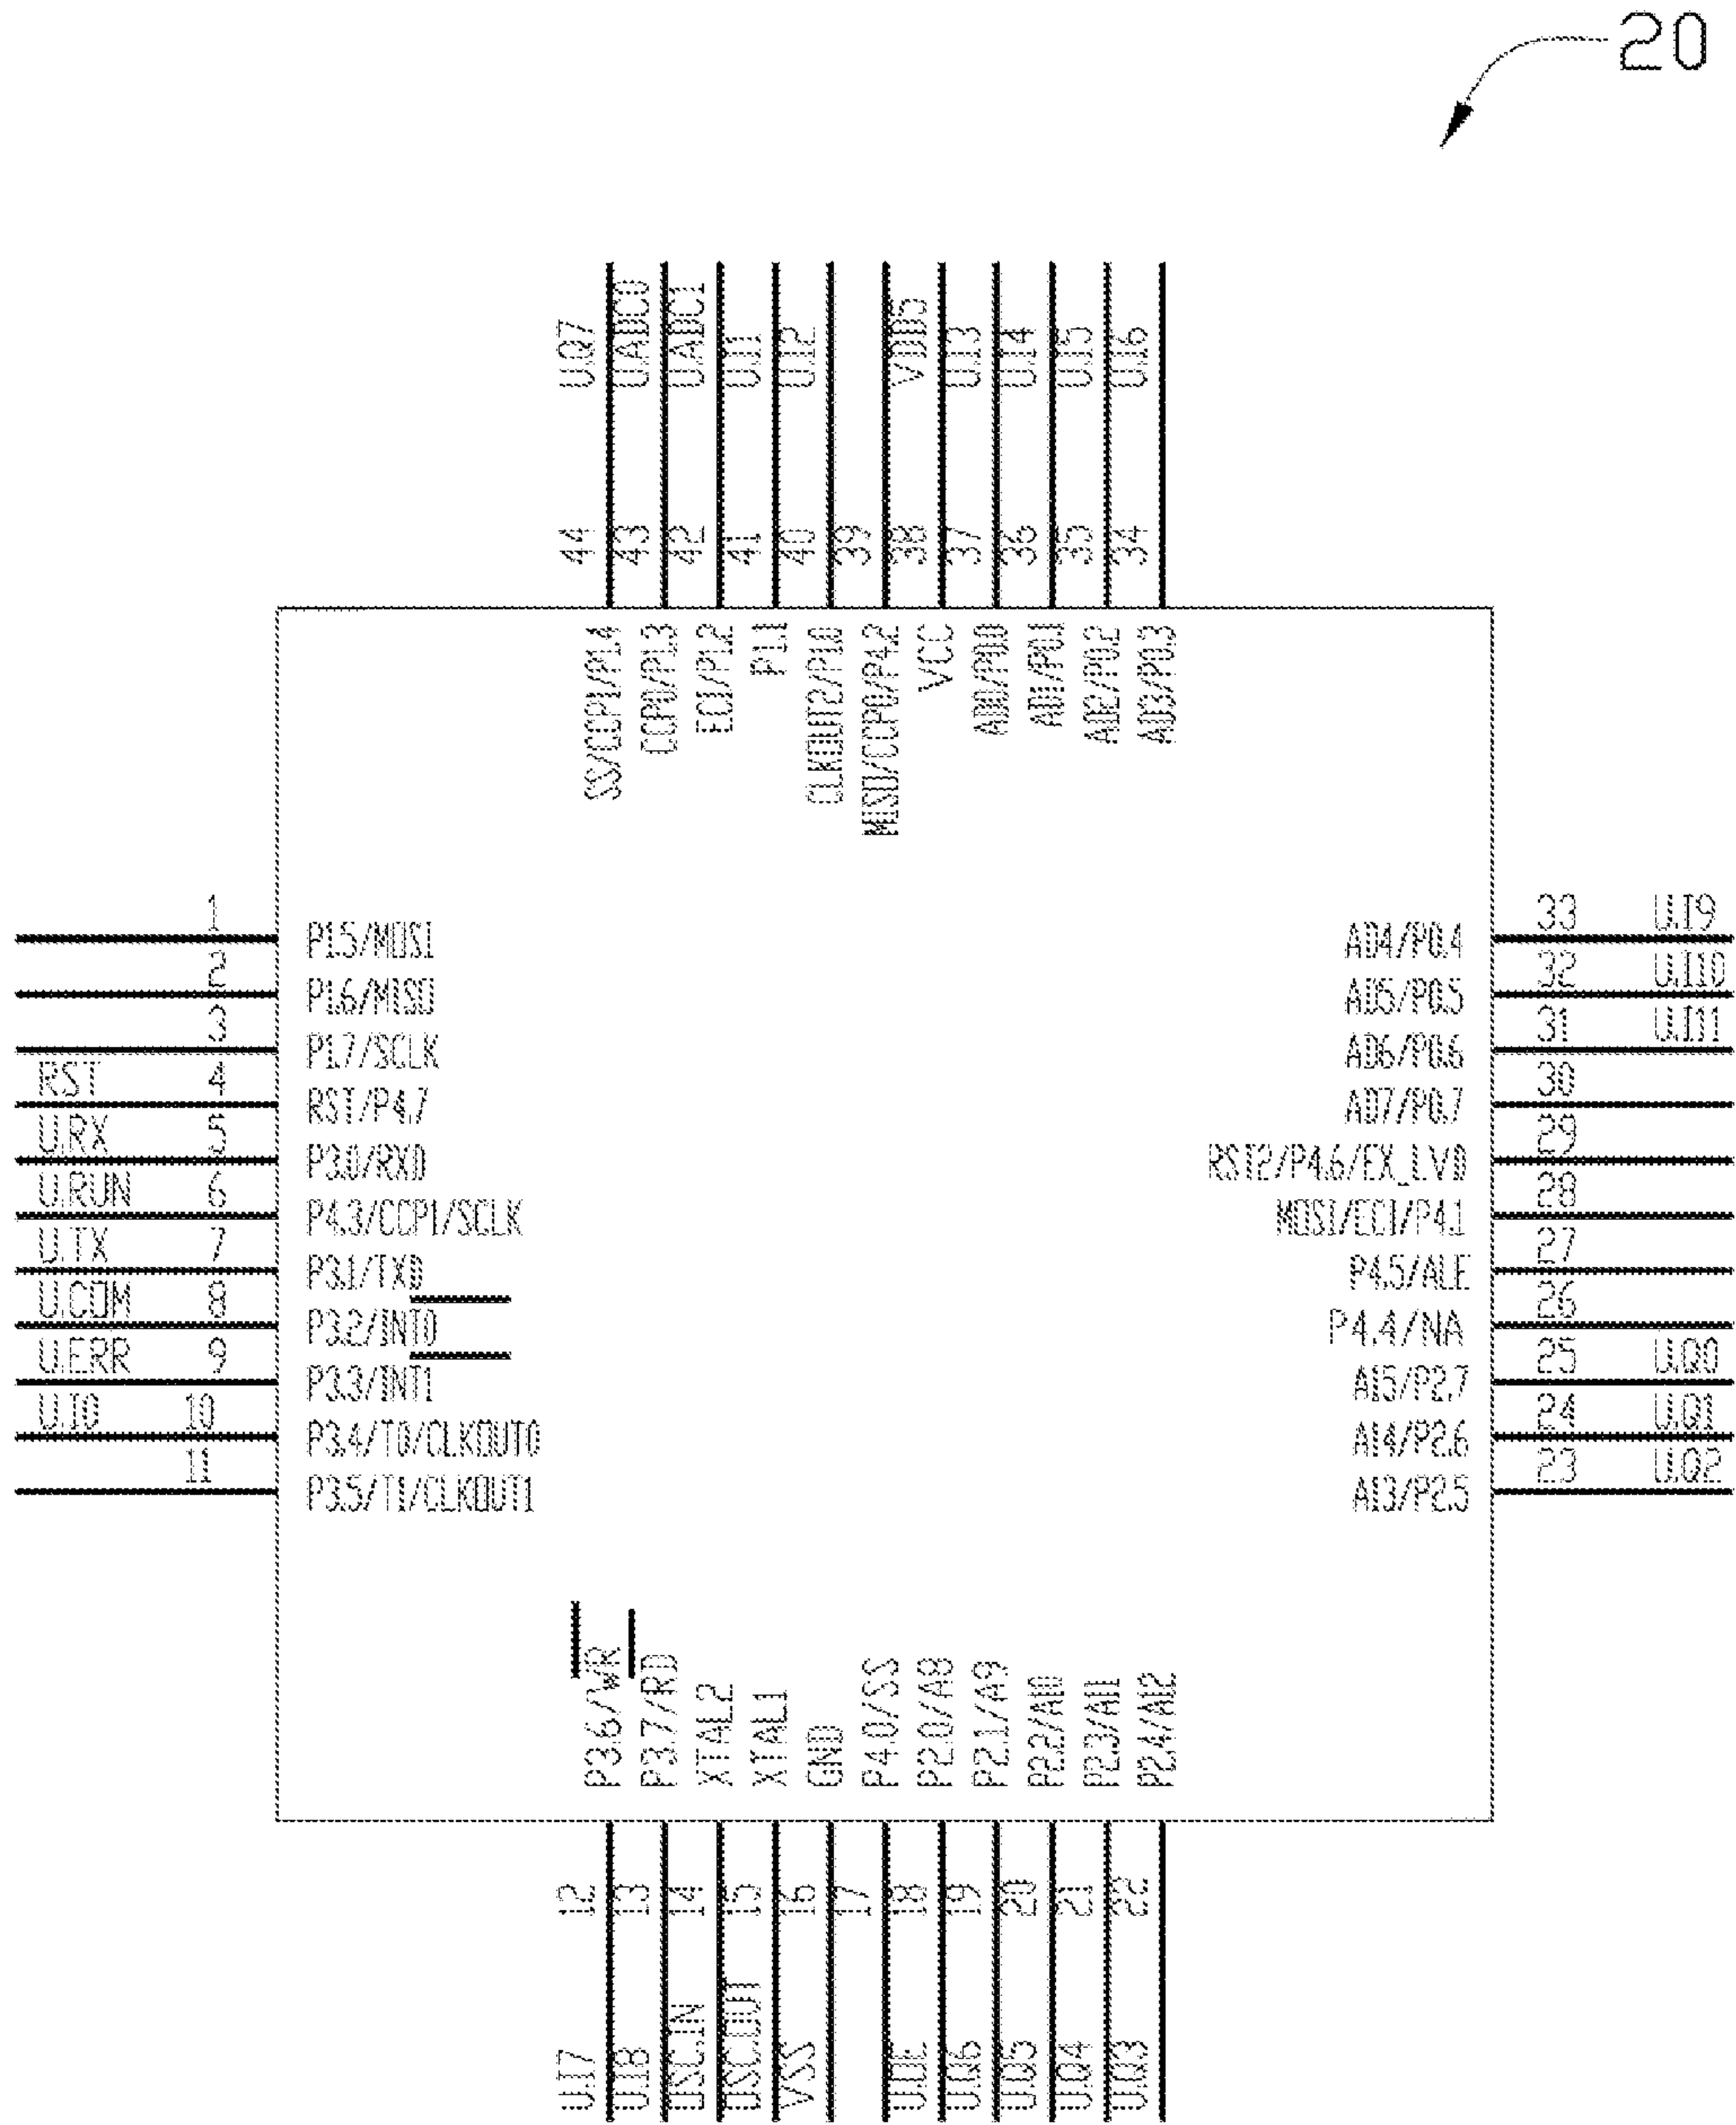 20
U.Q7
U.ADC0
U.ADC1
U.I1
U.I2
VDD5
U.I3
U.I4
U.I5
U.I6
44
43
42
41
40
39
38
37
36
35
34
SS/CCP1/P1.4
CCP0/P1.3
ECI/P1.2
P1.1
CLKOUT2/P1.0
MISO/CCP0/P4.2
VCC
AD0/P0.0
AD1/P0.1
AD2/P0.2
AD3/P0.3
1 P1.5/MOSI
2 P1.6/MISO
3 P1.7/SCLK
RST 4 RST/P4.7
U.RX 5 P3.0/RXD
U.RUN 6 P4.3/CCP1/SCLK
U.TX 7 P3.1/TXD
U.COM 8 P3.2/INT0
U.ERR 9 P3.3/INT1
U.I0 10 P3.4/T0/CLKOUT0
11 P3.5/T1/CLKOUT1
AD4/P0.4 33 U.I9
AD5/P0.5 32 U.I10
AD6/P0.6 31 U.I11
AD7/P0.7 30
RST2/P4.6/EX_LVD 29
MOSI/ECI/P4.1 28
P4.5/ALE 27
P4.4/NA 26
A15/P2.7 25 U.Q0
A14/P2.6 24 U.Q1
A13/P2.5 23 U.Q2
P3.6/WR
P3.7/RD
XTAL2
XTAL1
GND
P4.0/SS
P2.0/A8
P2.1/A9
P2.2/A10
P2.3/A11
P2.4/A12
12
13
14
15
16
17
18
19
20
21
22
U.I7
U.I8
OSC.IN
OSC.OUT
VSS
U.OE
U.Q6
U.Q5
U.Q4
U.Q3